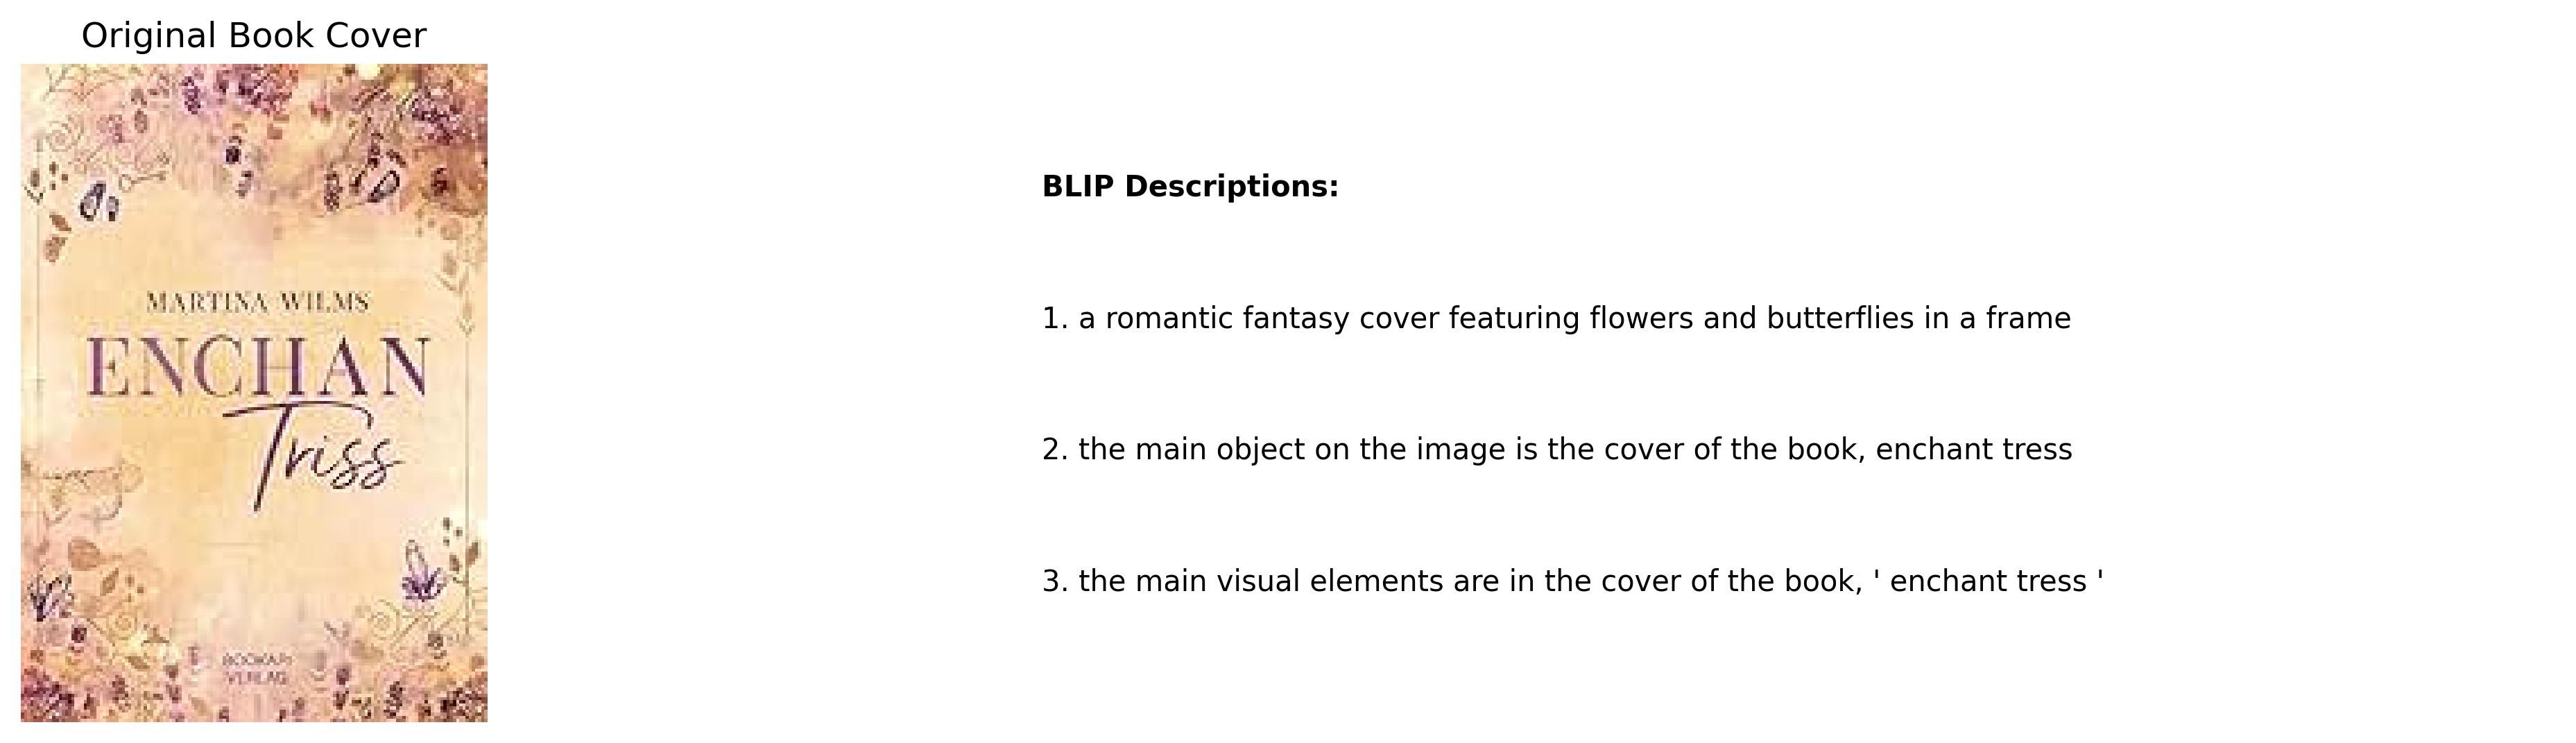 Original Book Cover
MARTINA WILMS
ENCHAN
Triss
BOOKAPI
VERLAG
BLIP Descriptions:
1. a romantic fantasy cover featuring flowers and butterflies in a frame
2. the main object on the image is the cover of the book, enchant tress
3. the main visual elements are in the cover of the book, ' enchant tress '